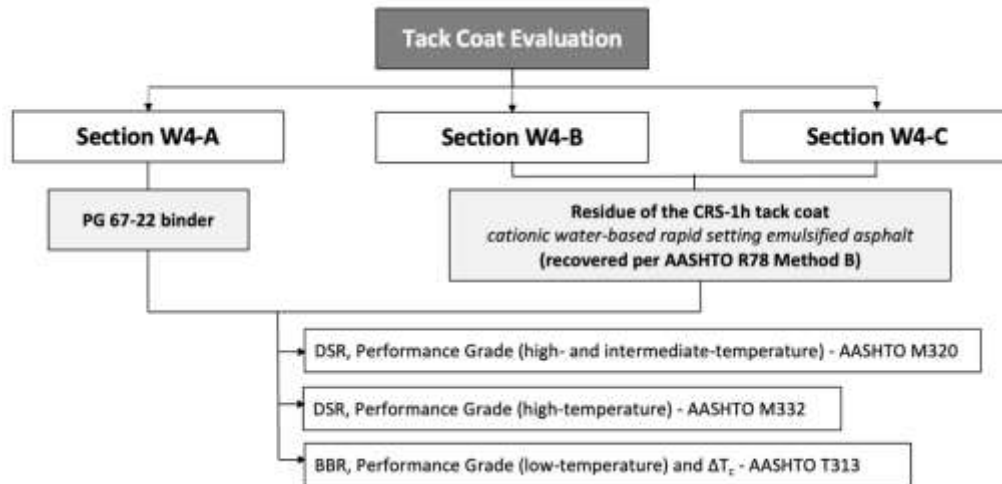 Tack Coat Evaluation
Section W4-A
Section W4-B
Section W4-C
PG 67-22 binder
Residue of the CRS-1h tack coat
cationic water-based rapid setting emulsified asphalt
(recovered per AASHTO R78 Method B)
DSR, Performance Grade (high- and intermediate-temperature) - AASHTO M320
DSR, Performance Grade (high-temperature) - AASHTO M332
BBR, Performance Grade (low-temperature) and ΔTc - AASHTO T313